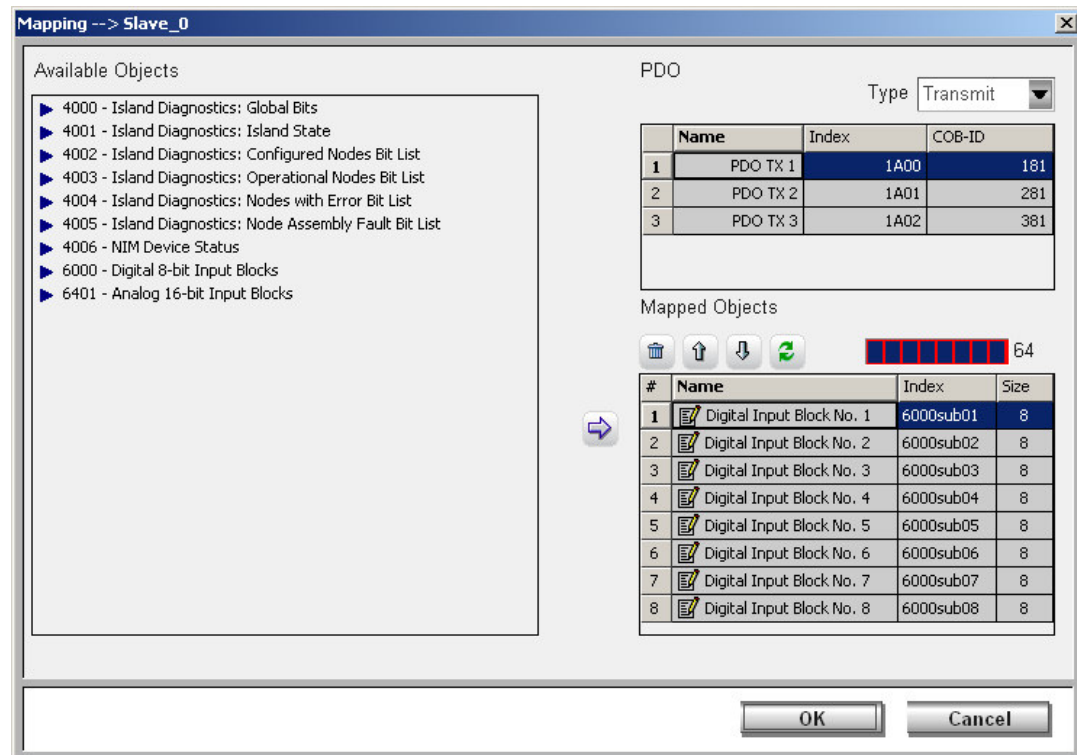 Mapping --> Slave_0
Available Objects
4000 - Island Diagnostics: Global Bits
4001 - Island Diagnostics: Island State
4002 - Island Diagnostics: Configured Nodes Bit List
4003 - Island Diagnostics: Operational Nodes Bit List
4004 - Island Diagnostics: Nodes with Error Bit List
4005 - Island Diagnostics: Node Assembly Fault Bit List
4006 - NIM Device Status
6000 - Digital 8-bit Input Blocks
6401 - Analog 16-bit Input Blocks
PDO
Type Transmit
Name Index COB-ID
1 PDO TX 1 1A00 181
2 PDO TX 2 1A01 281
3 PDO TX 3 1A02 381
Mapped Objects
64
# Name Index Size
1 Digital Input Block No. 1 6000sub01 8
2 Digital Input Block No. 2 6000sub02 8
3 Digital Input Block No. 3 6000sub03 8
4 Digital Input Block No. 4 6000sub04 8
5 Digital Input Block No. 5 6000sub05 8
6 Digital Input Block No. 6 6000sub06 8
7 Digital Input Block No. 7 6000sub07 8
8 Digital Input Block No. 8 6000sub08 8
OK Cancel